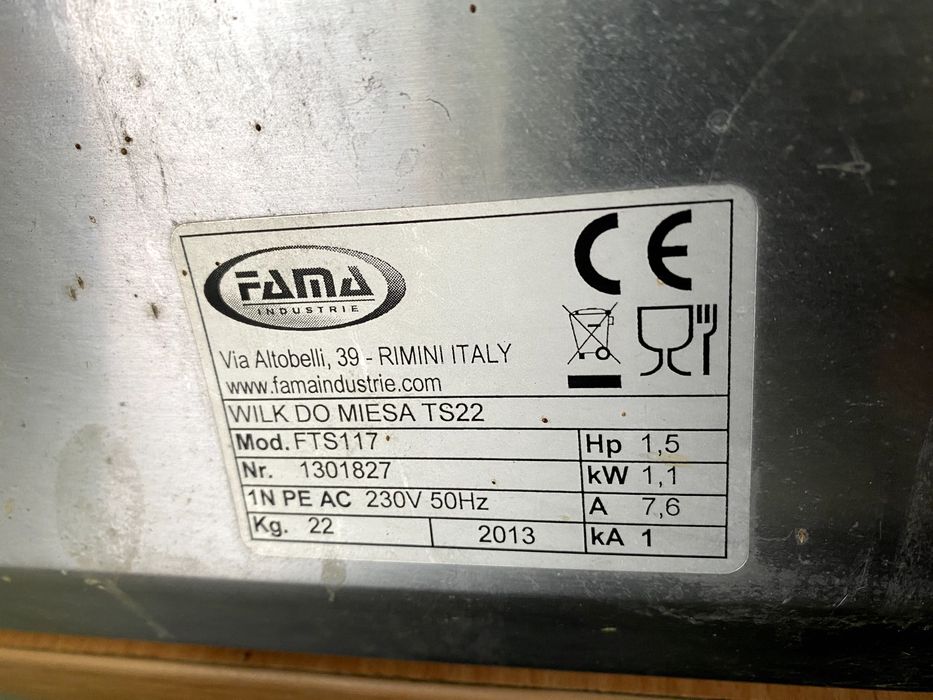 FAMA
INDUSTRIE
CE
Via Altobelli, 39 - RIMINI ITALY
www.famaindustrie.com
WILK DO MIESA TS22
Mod. FTS117
Hp 1,5
Nr. 1301827
kW 1,1
1N PE AC 230V 50Hz
A 7,6
Kg. 22
2013
kA 1